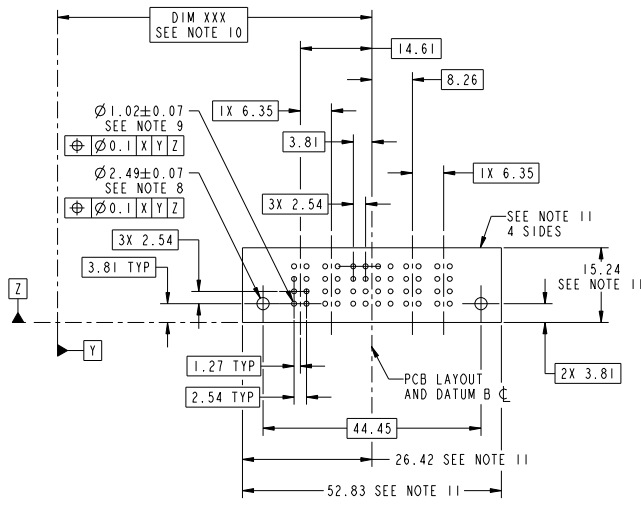 DIM XXX
SEE NOTE 10
14.61
8.26
Ø1.02±0.07
SEE NOTE 9
1X 6.35
⌖ Ø0.1 X Y Z
3.81
Ø2.49±0.07
SEE NOTE 8
1X 6.35
⌖ Ø0.1 X Y Z
3X 2.54
3X 2.54
SEE NOTE 11
4 SIDES
3.81 TYP
15.24
SEE NOTE 11
Z
Y
1.27 TYP
2.54 TYP
PCB LAYOUT
AND DATUM B ℄
2X 3.81
44.45
26.42 SEE NOTE 11
52.83 SEE NOTE 11